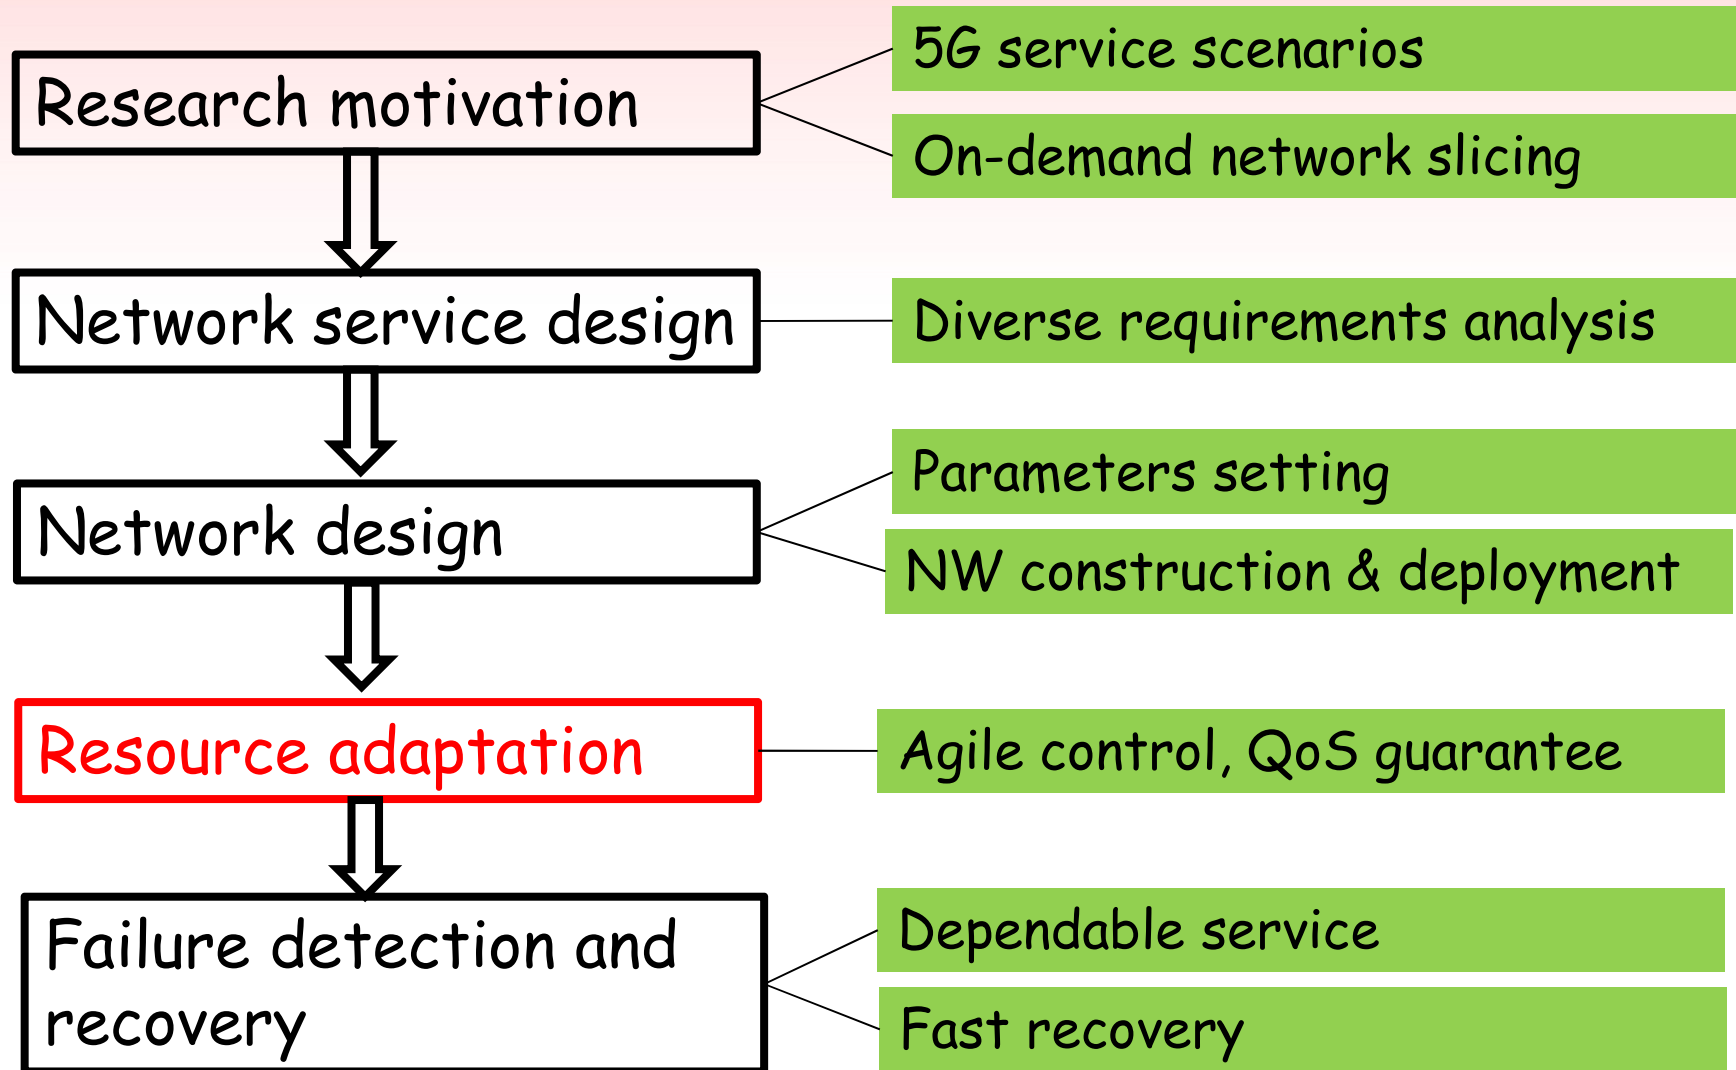 Research motivation
5G service scenarios
On-demand network slicing
Network service design
Diverse requirements analysis
Network design
Parameters setting
NW construction & deployment
Resource adaptation
Agile control, QoS guarantee
Failure detection and
recovery
Dependable service
Fast recovery